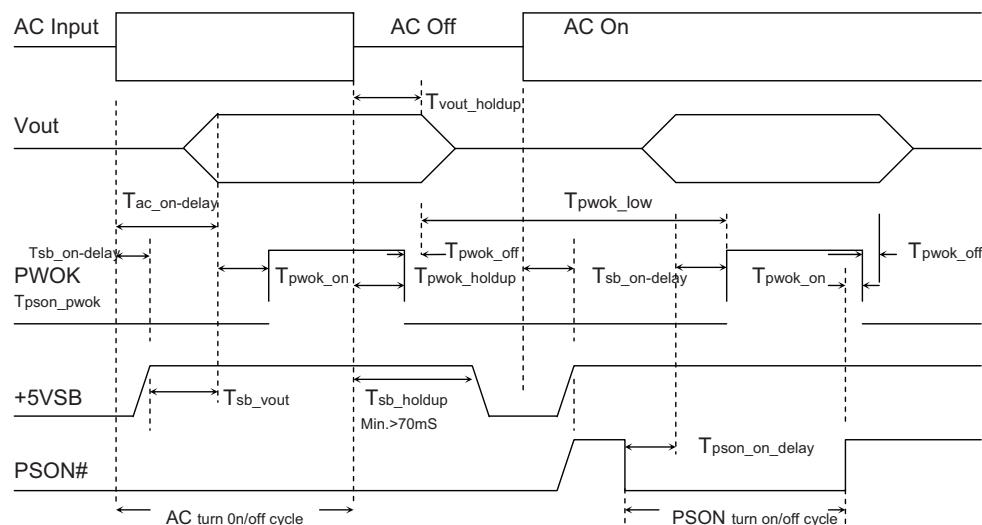 AC Input
AC Off
AC On
Tvout_holdup
Vout
Tac_on-delay
Tpwok_low
Tsb_on-delay
Tpwok_off
Tpwok_off
PWOK
Tpwok_on
Tpwok_holdup
Tsb_on-delay
Tpwok_on
Tpson_pwok
+5VSB
Tsb_vout
Tsb_holdup
Min.>70mS
PSON#
Tpson_on_delay
AC turn 0n/off cycle
PSON turn on/off cycle